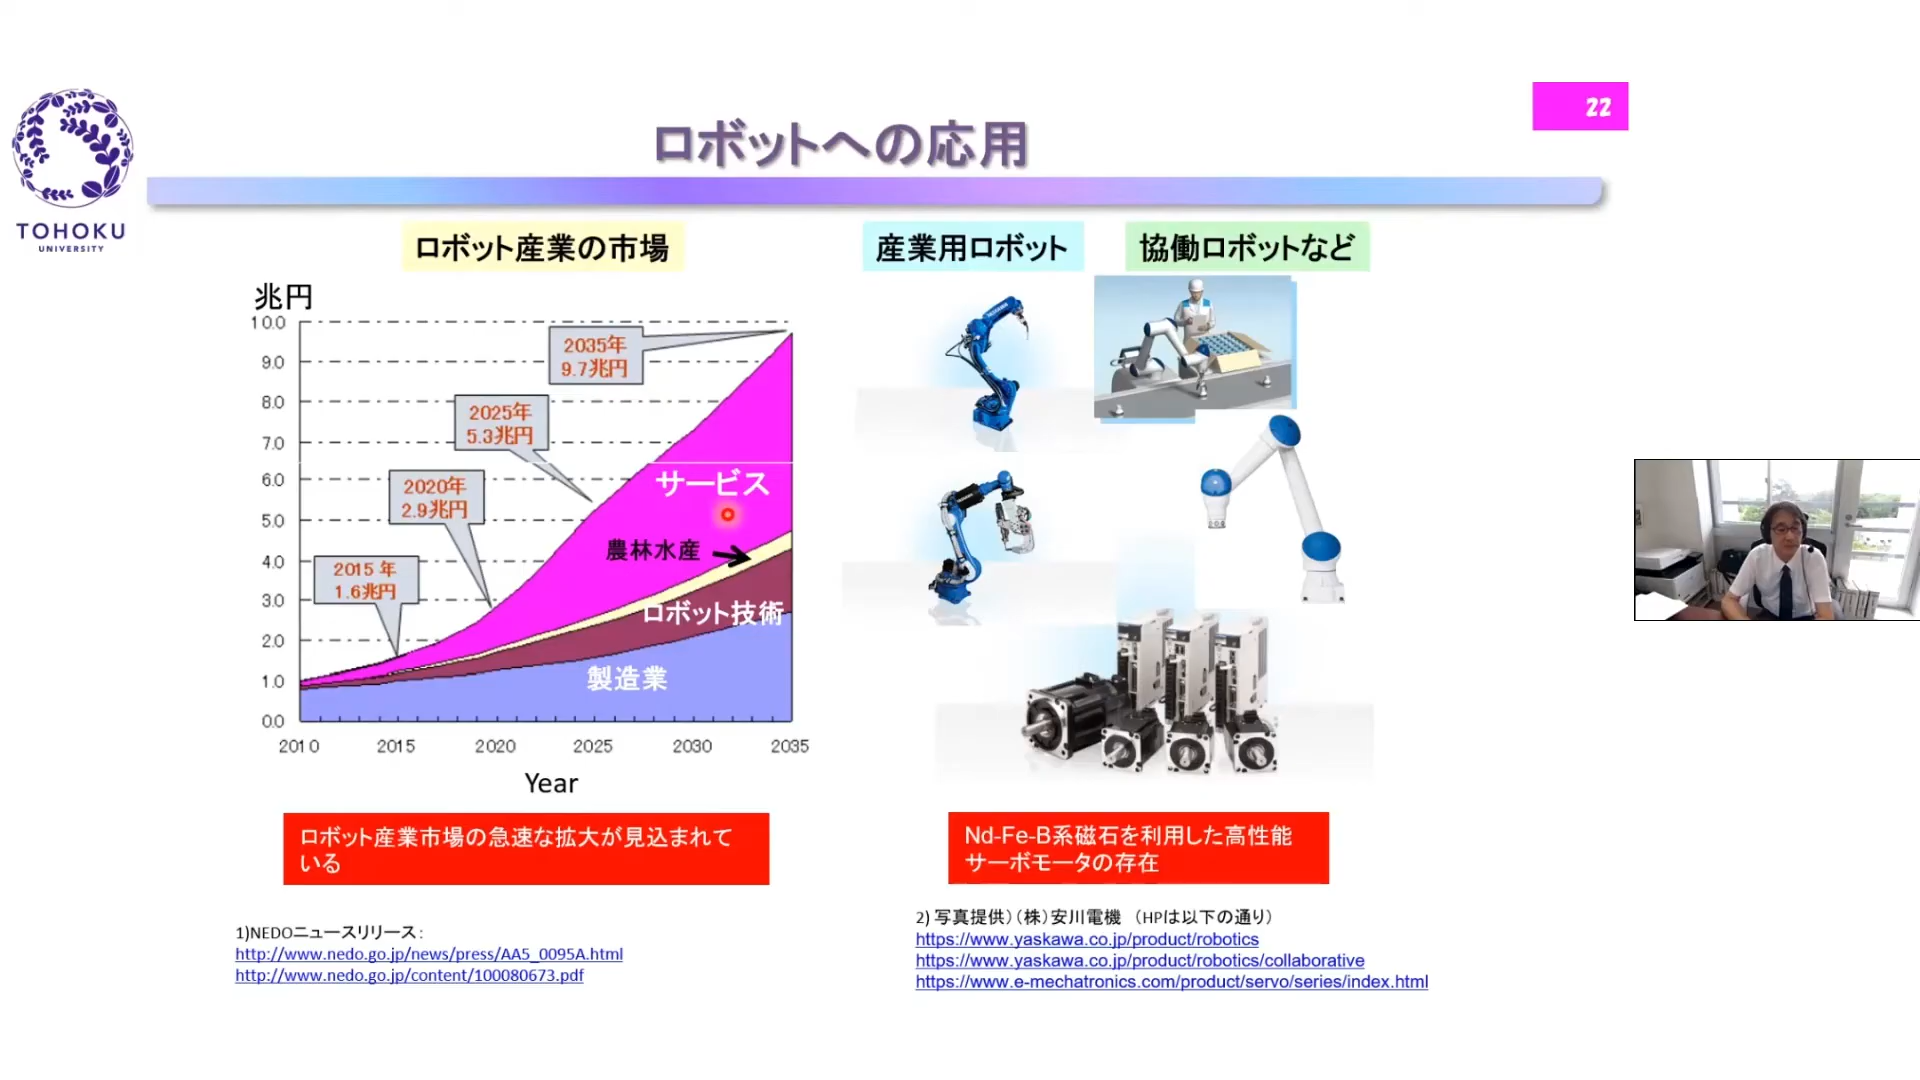 22
ロボットへの応用
TOHOKU
UNIVERSITY
ロボット産業の市場
産業用ロボット
協働ロボットなど
兆円
10.0
9.0
8.0
7.0
6.0
5.0
4.0
3.0
2.0
1.0
0.0
2035年
9.7兆円
2025年
5.3兆円
2020年
2.9兆円
2015 年
1.6兆円
サービス
農林水産
ロボット技術
製造業
2010
2015
2020
2025
2030
2035
Year
ロボット産業市場の急速な拡大が見込まれて
いる
Nd-Fe-B系磁石を利用した高性能
サーボモータの存在
1)NEDOニュースリリース:
http://www.nedo.go.jp/news/press/AA5_0095A.html
http://www.nedo.go.jp/content/100080673.pdf
2) 写真提供)(株)安川電機 (HPは以下の通り)
https://www.yaskawa.co.jp/product/robotics
https://www.yaskawa.co.jp/product/robotics/collaborative
https://www.e-mechatronics.com/product/servo/series/index.html